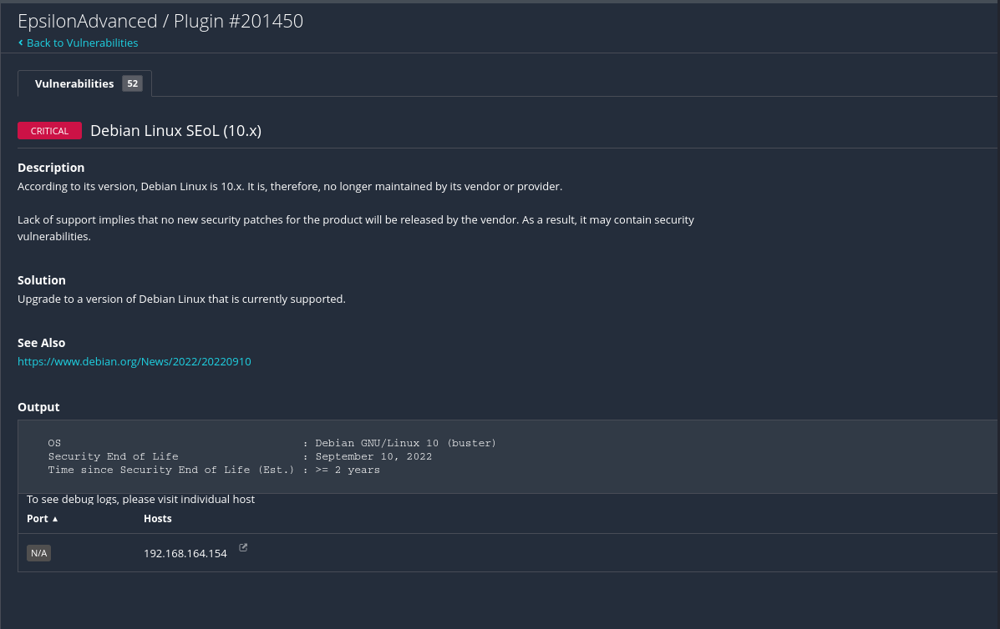 EpsilonAdvanced / Plugin #201450
‹ Back to Vulnerabilities
Vulnerabilities 52
CRITICAL Debian Linux SEoL (10.x)
Description
According to its version, Debian Linux is 10.x. It is, therefore, no longer maintained by its vendor or provider.
Lack of support implies that no new security patches for the product will be released by the vendor. As a result, it may contain security
vulnerabilities.
Solution
Upgrade to a version of Debian Linux that is currently supported.
See Also
https://www.debian.org/News/2022/20220910
Output
OS : Debian GNU/Linux 10 (buster)
Security End of Life : September 10, 2022
Time since Security End of Life (Est.) : >= 2 years
To see debug logs, please visit individual host
Port ▲ Hosts
N/A 192.168.164.154